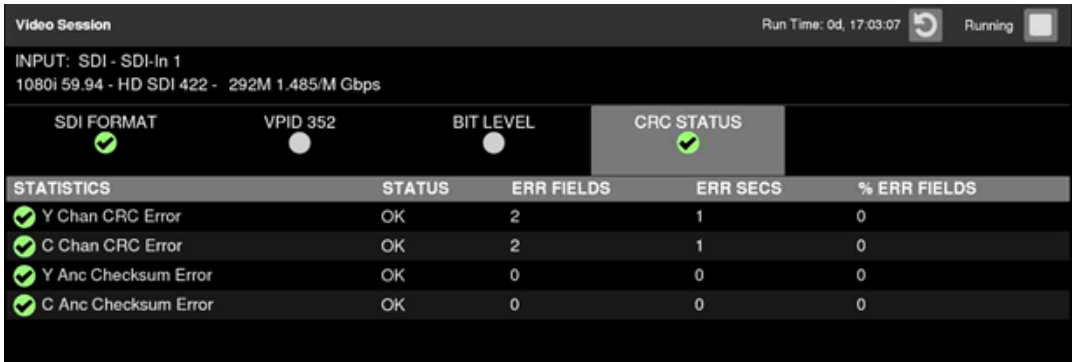 Video Session Run Time: 0d, 17:03:07 Running
INPUT: SDI - SDI-In 1
1080i 59.94 - HD SDI 422 - 292M 1.485/M Gbps
SDI FORMAT VPID 352 BIT LEVEL CRC STATUS
STATISTICS STATUS ERR FIELDS ERR SECS % ERR FIELDS
Y Chan CRC Error OK 2 1 0
C Chan CRC Error OK 2 1 0
Y Anc Checksum Error OK 0 0 0
C Anc Checksum Error OK 0 0 0